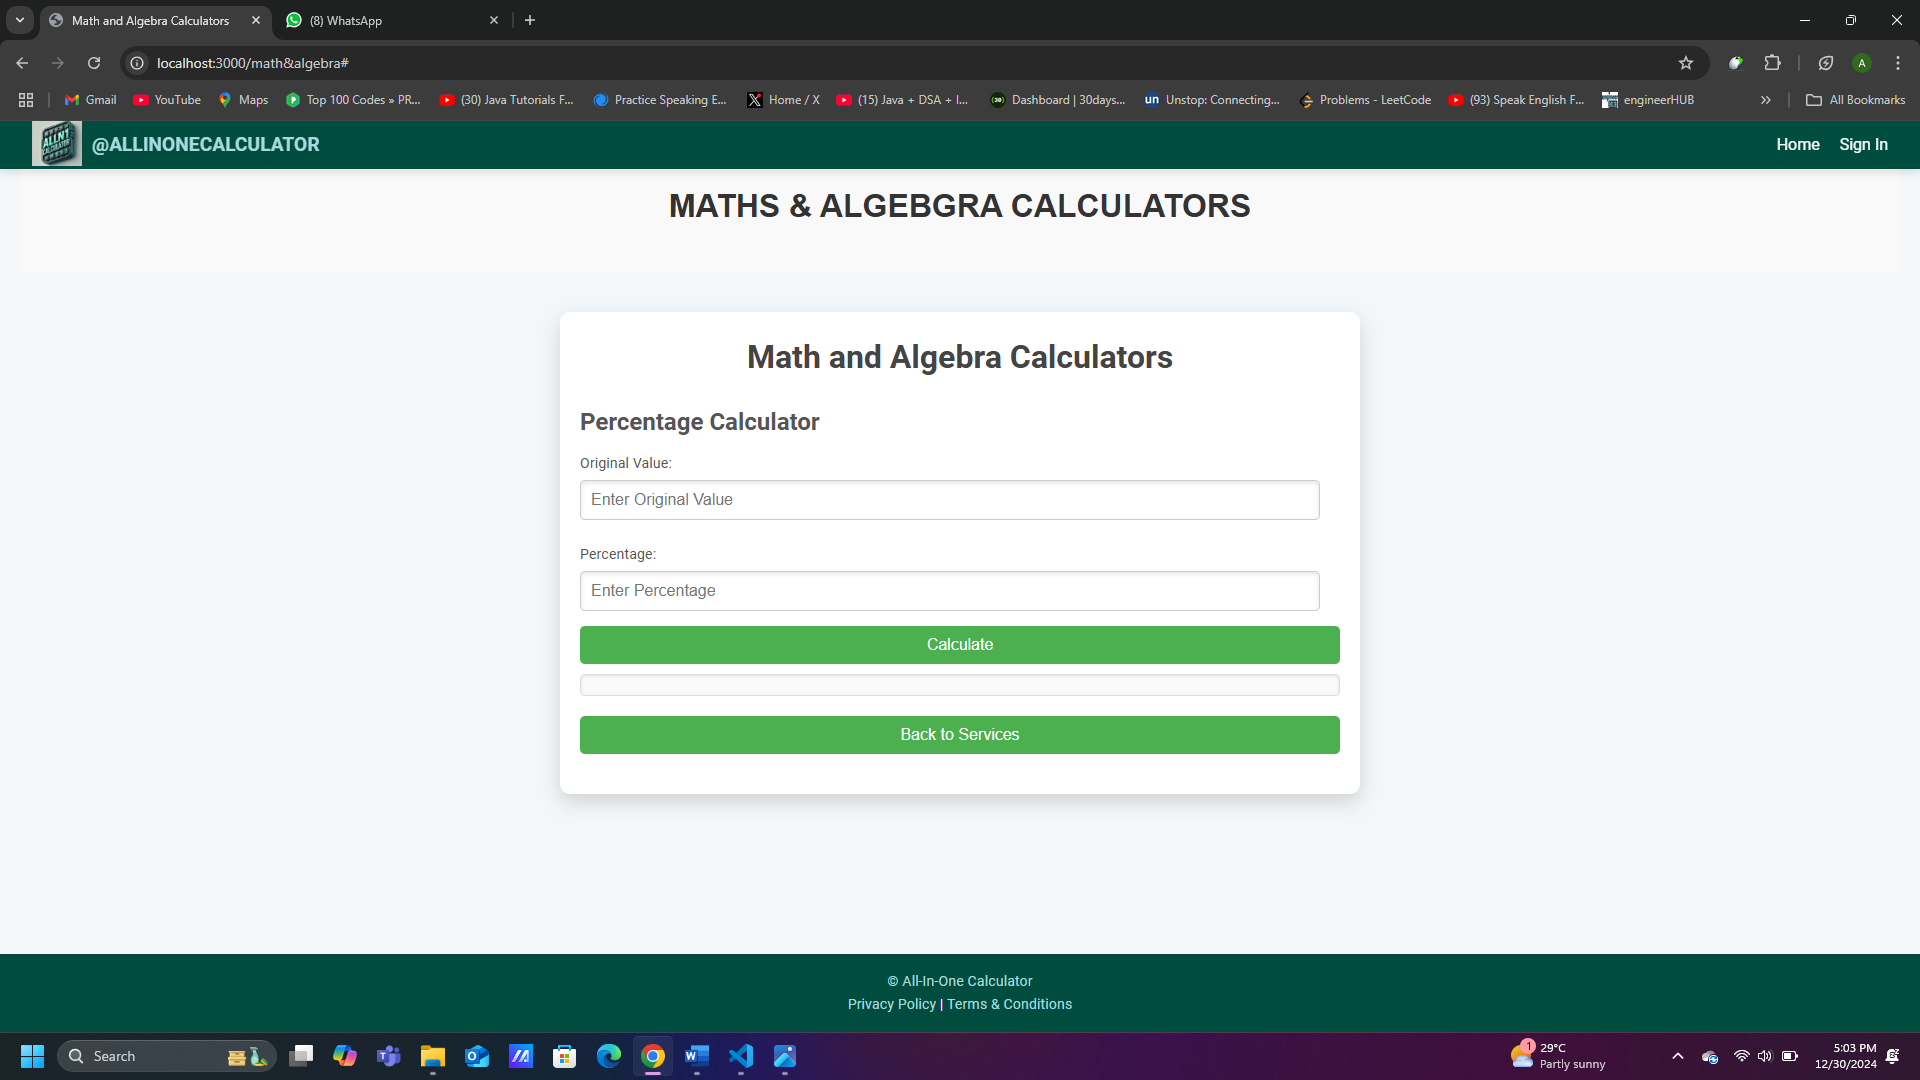 Math and Algebra Calculators
(8) WhatsApp
localhost:3000/math&algebra#
A
Gmail
YouTube
Maps
Top 100 Codes » PR...
(30) Java Tutorials F...
Practice Speaking E...
Home / X
(15) Java + DSA + I...
Dashboard | 30days...
un
Unstop: Connecting...
Problems - LeetCode
(93) Speak English F...
engineerHUB
»
All Bookmarks
ALLN1
CALCULATOR
@ALLINONECALCULATOR
Home
Sign In
MATHS & ALGEBGRA CALCULATORS
Math and Algebra Calculators
Percentage Calculator
Original Value:
Enter Original Value
Percentage:
Enter Percentage
Calculate
Back to Services
© All-In-One Calculator
Privacy Policy | Terms & Conditions
Search
1
29°C
Partly sunny
5:03 PM
12/30/2024